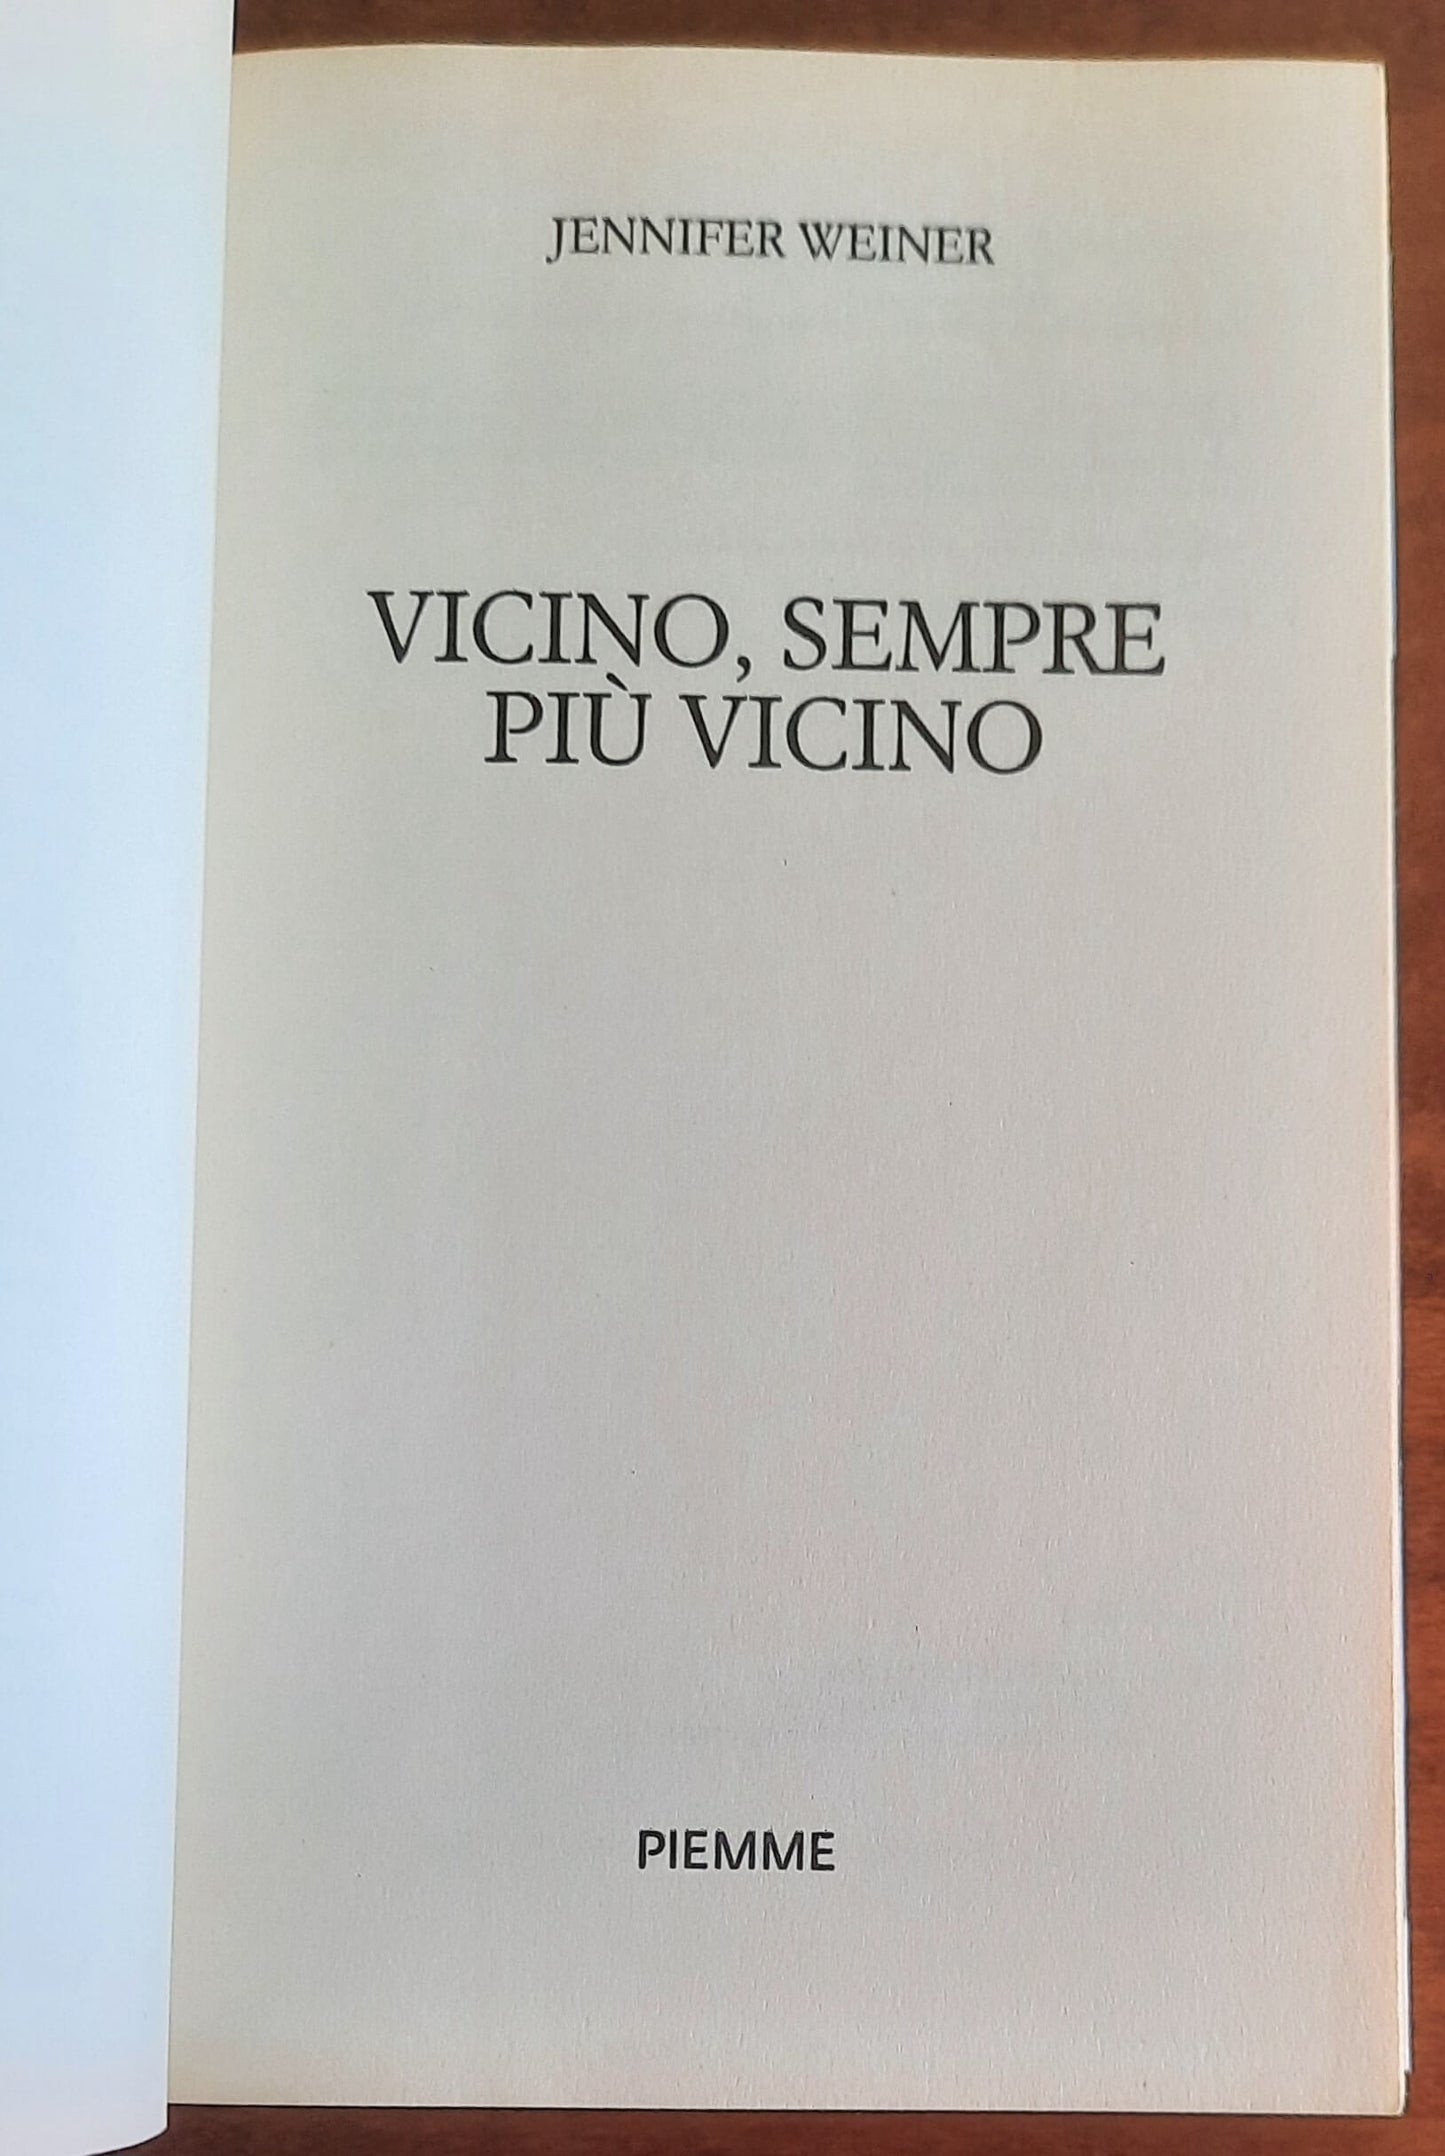 JENNIFER WEINER
VICINO, SEMPRE
PIÙ VICINO
PIEMME